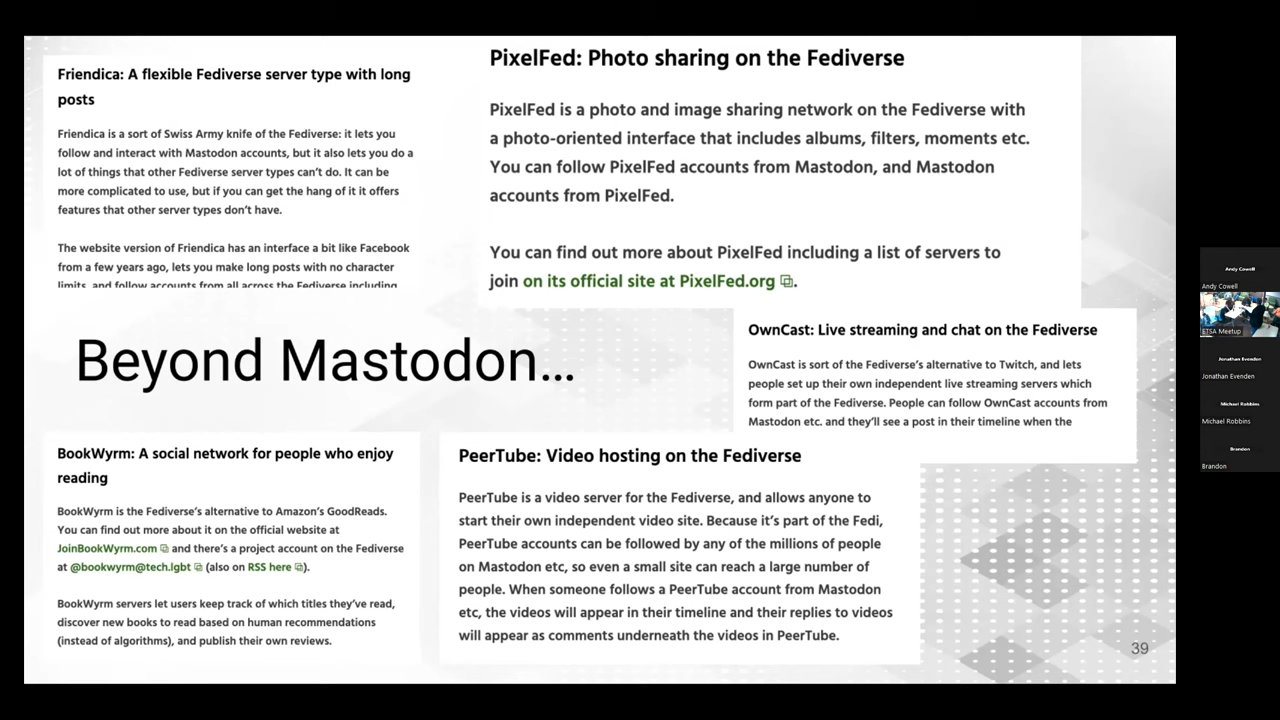 Friendica: A flexible Fediverse server type with long
posts
Friendica is a sort of Swiss Army knife of the Fediverse: it lets you
follow and interact with Mastodon accounts, but it also lets you do a
lot of things that other Fediverse server types can't do. It can be
more complicated to use, but if you can get the hang of it it offers
features that other server types don't have.
The website version of Friendica has an interface a bit like Facebook
from a few years ago, lets you make long posts with no character
limits, and follow accounts from all across the Fediverse including
PixelFed: Photo sharing on the Fediverse
PixelFed is a photo and image sharing network on the Fediverse with
a photo-oriented interface that includes albums, filters, moments etc.
You can follow PixelFed accounts from Mastodon, and Mastodon
accounts from PixelFed.
You can find out more about PixelFed including a list of servers to
join on its official site at PixelFed.org.
Beyond Mastodon...
OwnCast: Live streaming and chat on the Fediverse
OwnCast is sort of the Fediverse's alternative to Twitch, and lets
people set up their own independent live streaming servers which
form part of the Fediverse. People can follow OwnCast accounts from
Mastodon etc. and they'll see a post in their timeline when the
BookWyrm: A social network for people who enjoy
reading
BookWyrm is the Fediverse's alternative to Amazon's GoodReads.
You can find out more about it on the official website at
JoinBookWyrm.com and there's a project account on the Fediverse
at @bookwyrm@tech.lgbt (also on RSS here).
BookWyrm servers let users keep track of which titles they've read,
discover new books to read based on human recommendations
(instead of algorithms), and publish their own reviews.
PeerTube: Video hosting on the Fediverse
PeerTube is a video server for the Fediverse, and allows anyone to
start their own independent video site. Because it's part of the Fedi,
PeerTube accounts can be followed by any of the millions of people
on Mastodon etc, so even a small site can reach a large number of
people. When someone follows a PeerTube account from Mastodon
etc, the videos will appear in their timeline and their replies to videos
will appear as comments underneath the videos in PeerTube.
39
Andy Cowell
Andy Cowell
ETSA Meetup
Jonathan Evenden
Jonathan Evenden
Michael Robbins
Michael Robbins
Brandon
Brandon